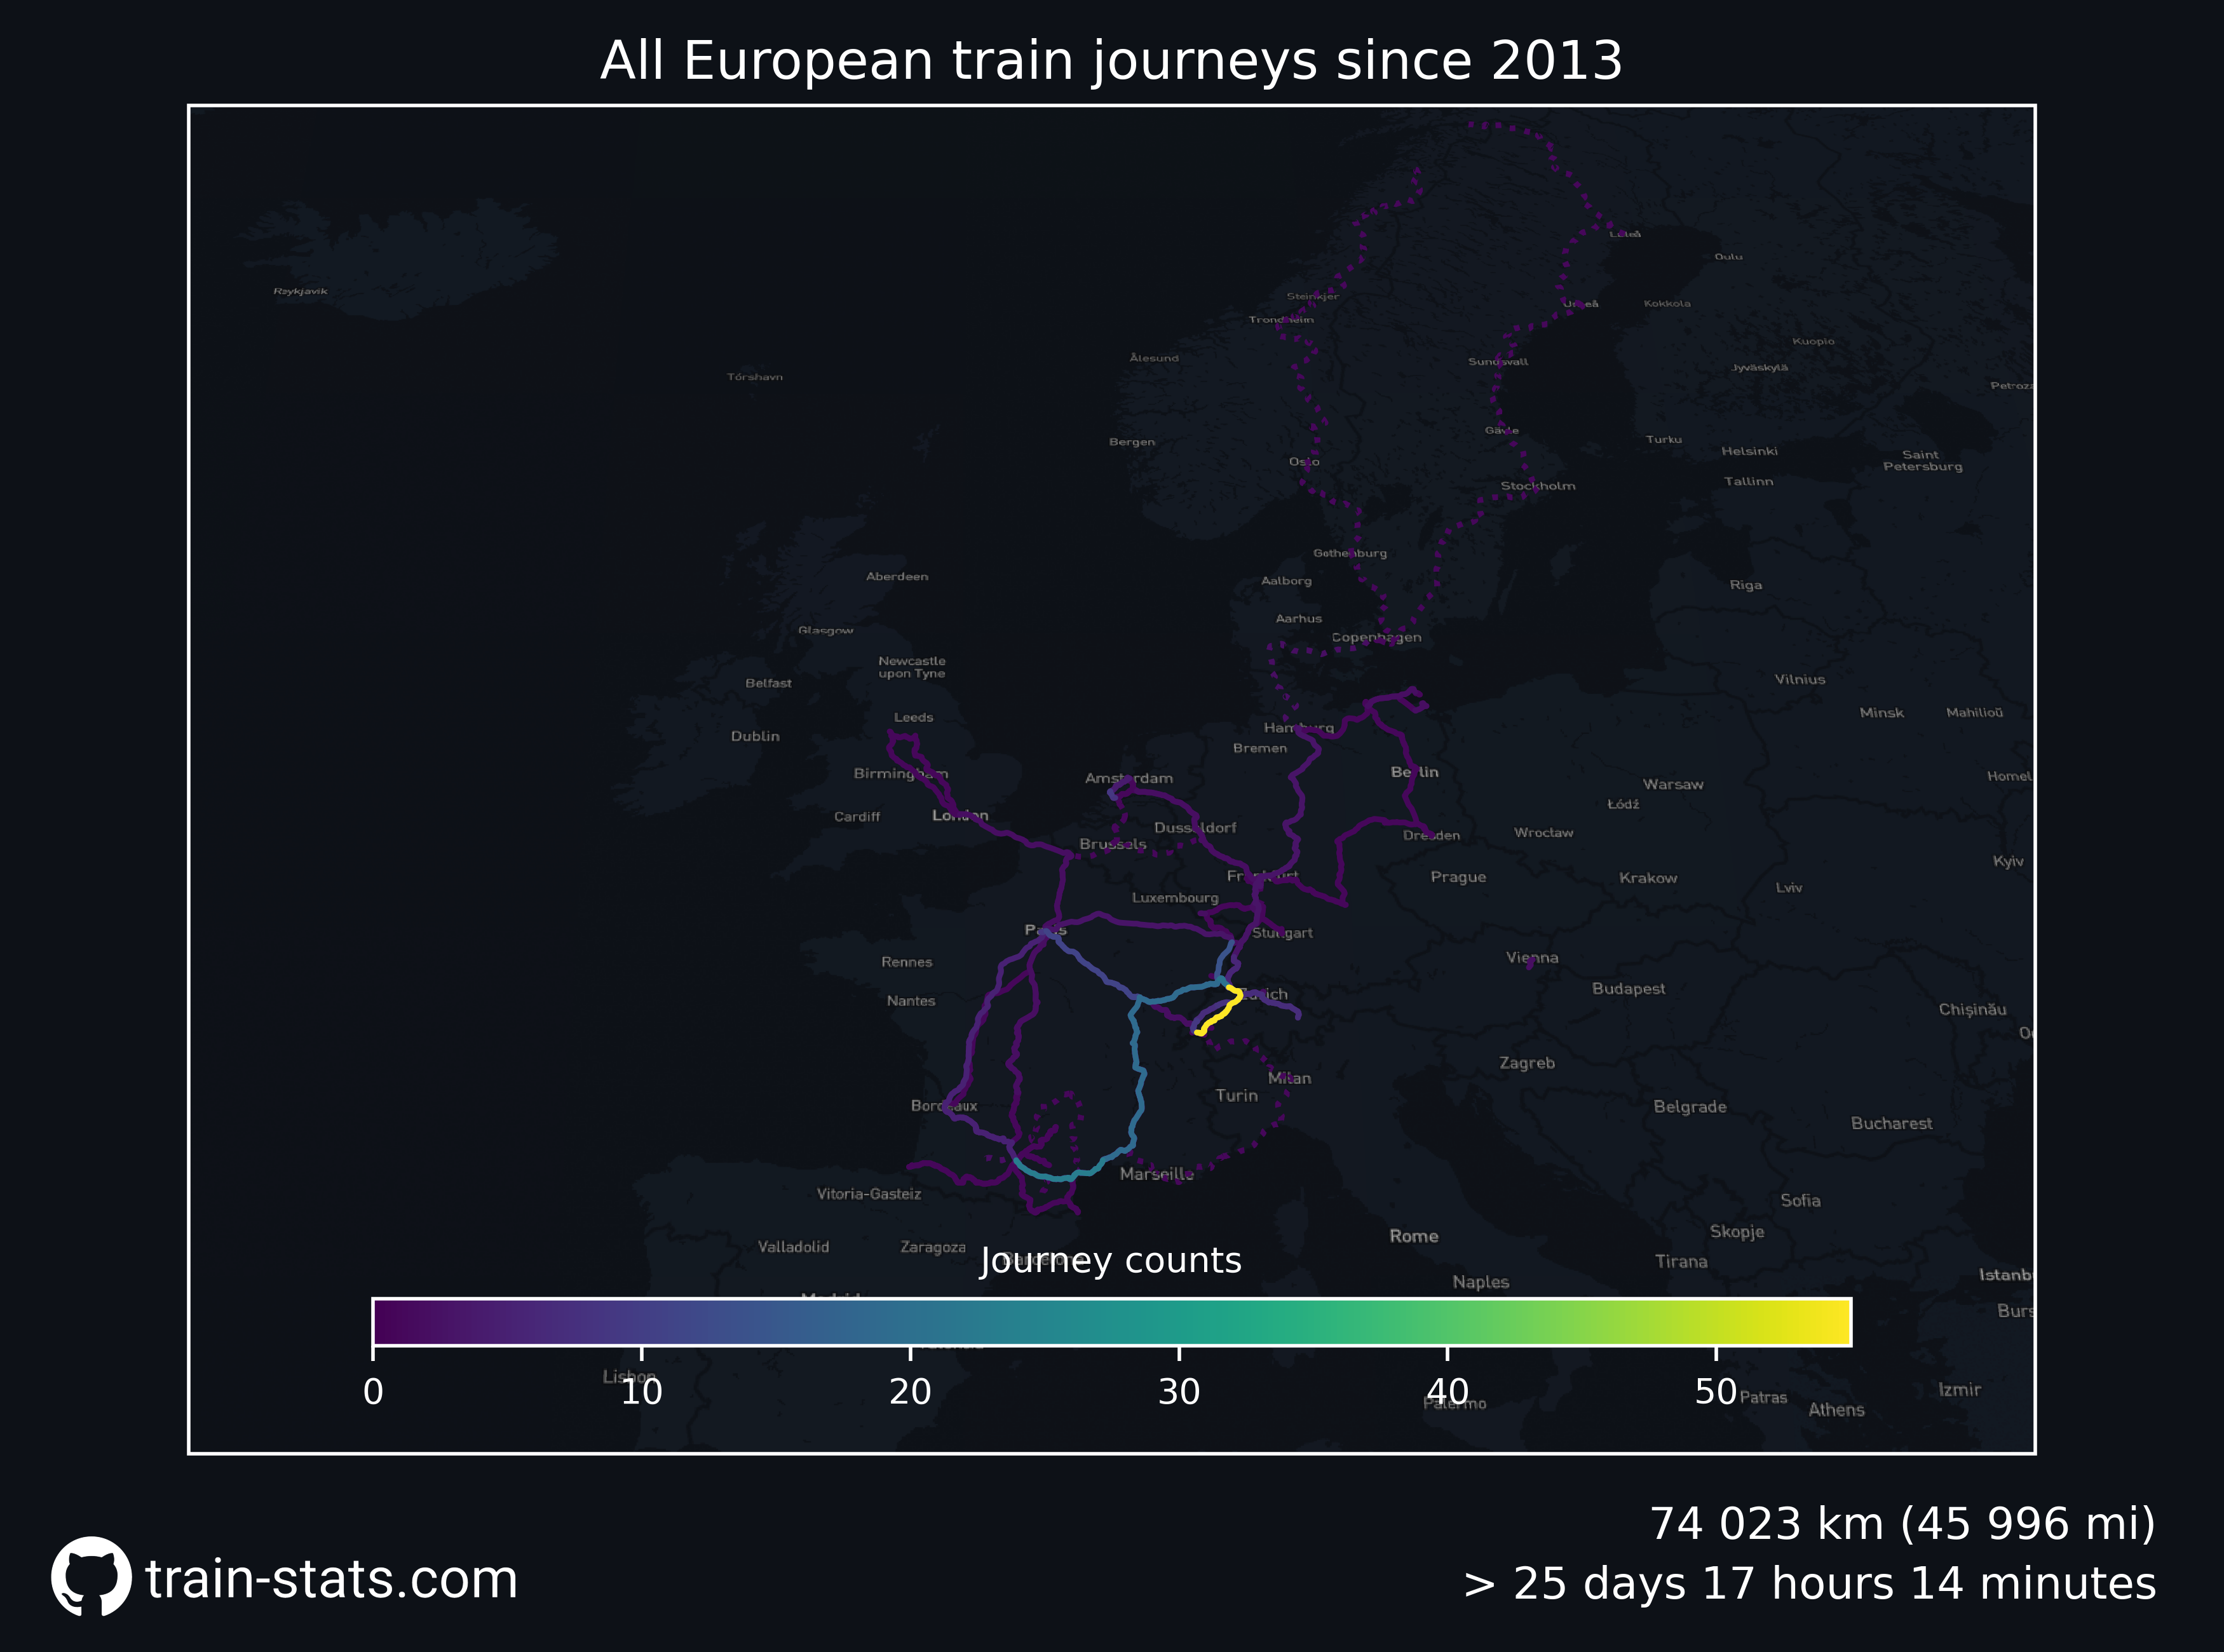 All European train journeys since 2013
Reykjavik
Luleå
Oulu
Steinkjer
Umeå
Kokkola
Trondheim
Kuopio
Ålesund
Sundsvall
Jyväskylä
Tórshavn
Petroza
Gävle
Bergen
Turku
Helsinki
Oslo
Saint
Petersburg
Stockholm
Tallinn
Gothenburg
Aberdeen
Aalborg
Riga
Aarhus
Glasgow
Copenhagen
Newcastle
upon Tyne
Belfast
Vilnius
Leeds
Minsk
Mahilioŭ
Dublin
Hamburg
Bremen
Birmingham
Amsterdam
Berlin
Homel
Warsaw
Cardiff
London
Łódź
Dusseldorf
Dresden
Wrocław
Brussels
Kyiv
Frankfurt
Prague
Krakow
Lviv
Luxembourg
Paris
Stuttgart
Rennes
Vienna
Nantes
Zürich
Budapest
Chișinău
Zagreb
Milan
Turin
Bordeaux
Belgrade
Bucharest
Marseille
Vitoria-Gasteiz
Sofia
Rome
Skopje
Valladolid
Zaragoza
Barcelona
Journey counts
Tirana
Naples
Istanb
Burs
Lisbon
0 10 20 30 40 50
Palermo
Patras
Athens
Izmir
74 023 km (45 996 mi)
train-stats.com
> 25 days 17 hours 14 minutes